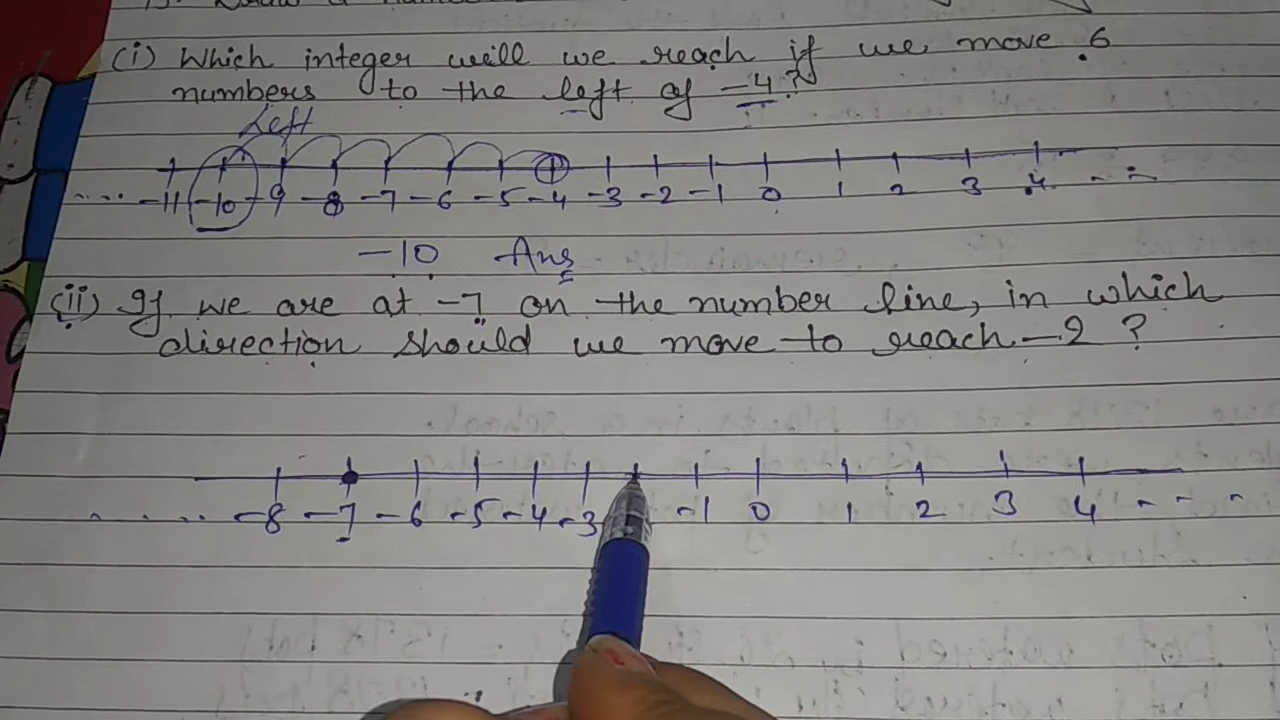 (i) Which integer will we reach if we move 6
numbers to the left of -4?
Left
.... -11 -10 -9 -8 -7 -6 -5 -4 -3 -2 -1 0 1 2 3 4 - -
-10 Ans
(ii) If we are at -7 on the number line, in which
direction should we move to reach -2 ?
..... -8 -7 -6 -5 -4 -3 -1 0 1 2 3 4 - - -